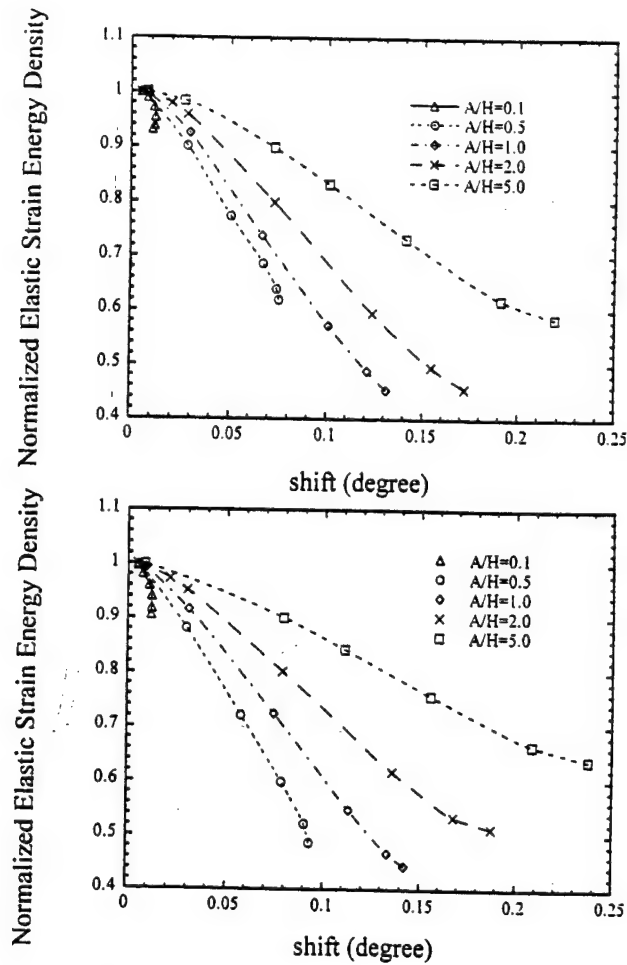 Normalized Elastic Strain Energy Density
1.1
1
0.9
0.8
0.7
0.6
0.5
0.4
A/H=0.1
A/H=0.5
A/H=1.0
A/H=2.0
A/H=5.0
0
0.05
0.1
0.15
0.2
0.25
shift (degree)
Normalized Elastic Strain Energy Density
1.1
1
0.9
0.8
0.7
0.6
0.5
0.4
A/H=0.1
A/H=0.5
A/H=1.0
A/H=2.0
A/H=5.0
0
0.05
0.1
0.15
0.2
0.25
shift (degree)